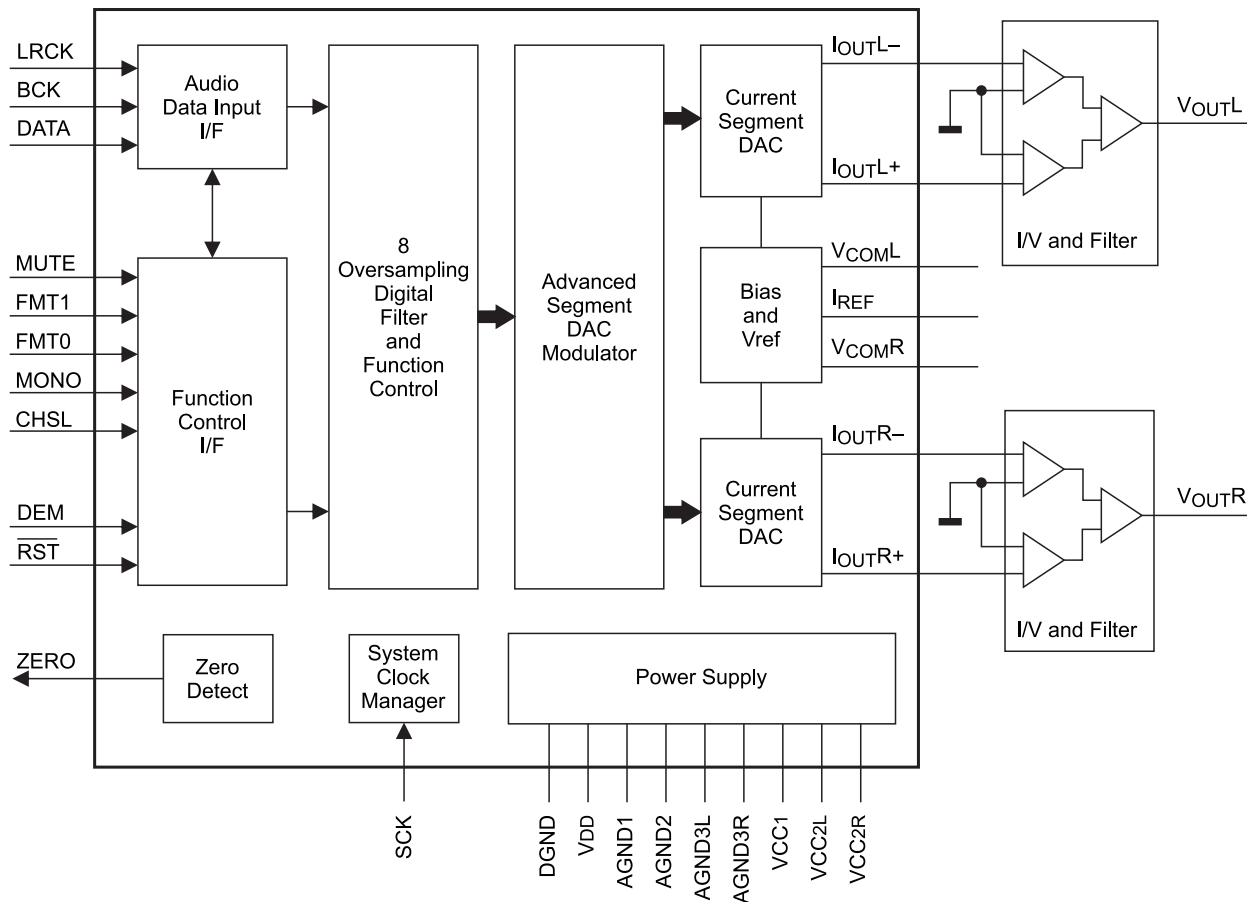 LRCK
BCK
DATA
Audio
Data Input
I/F
MUTE
FMT1
FMT0
MONO
CHSL
DEM
RST
Function
Control
I/F
8
Oversampling
Digital
Filter
and
Function
Control
Advanced
Segment
DAC
Modulator
Current
Segment
DAC
IOUTL–
IOUTL+
Bias
and
Vref
VCOML
IREF
VCOMR
Current
Segment
DAC
IOUTR–
IOUTR+
VOUTL
I/V and Filter
VOUTR
I/V and Filter
ZERO
Zero
Detect
System
Clock
Manager
Power Supply
SCK
DGND
VDD
AGND1
AGND2
AGND3L
AGND3R
VCC1
VCC2L
VCC2R